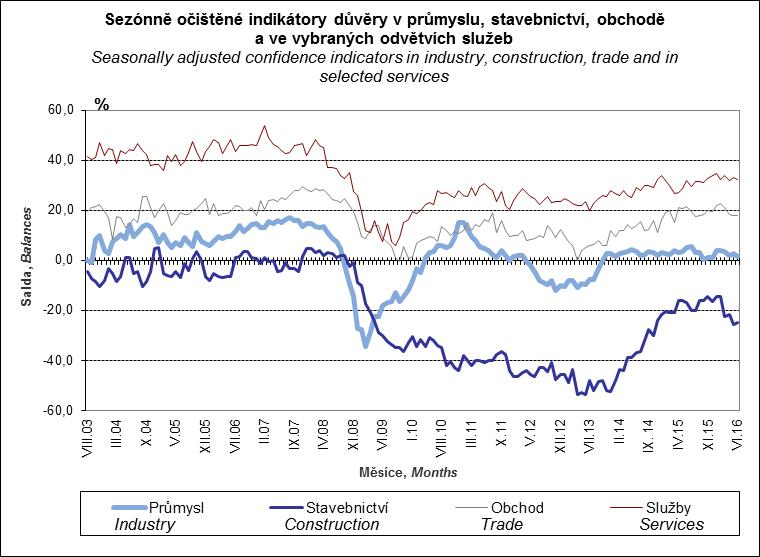 Sezónně očištěné indikátory důvěry v průmyslu, stavebnictví, obchodě
a ve vybraných odvětvích služeb
Seasonally adjusted confidence indicators in industry, construction, trade and in
selected services
%
60,0
40,0
20,0
0,0
-20,0
-40,0
-60,0
Salda, Balances
VIII.03
III.04
X.04
V.05
XII.05
VII.06
II.07
IX.07
IV.08
XI.08
VI.09
I.10
VIII.10
III.11
X.11
V.12
XII.12
VII.13
II.14
IX.14
IV.15
XI.15
VI.16
Měsíce, Months
Průmysl
Industry
Stavebnictví
Construction
Obchod
Trade
Služby
Services